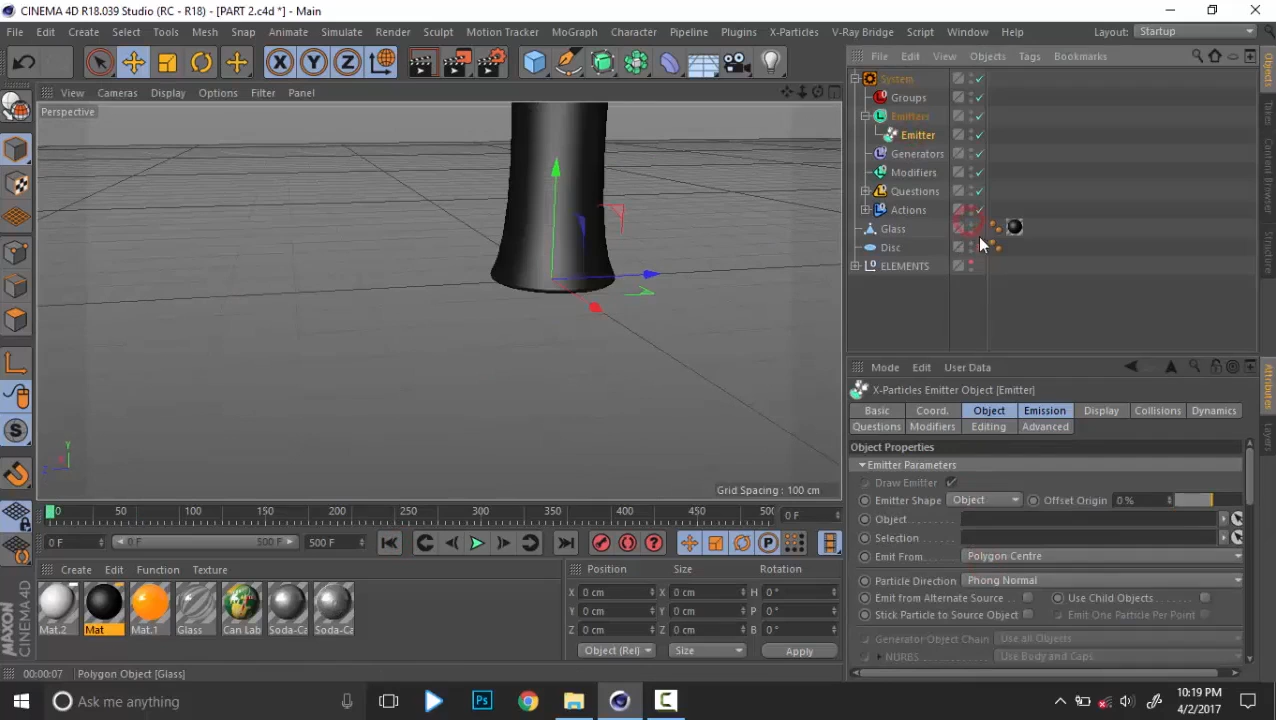 CINEMA 4D R18.039 Studio (RC - R18) - [PART 2.c4d *] - Main
File Edit Create Select Tools Mesh Snap Animate Simulate Render Sculpt Motion Tracker MoGraph Character Pipeline Plugins X-Particles V-Ray Bridge Script Window Help Layout: Startup
File Edit View Objects Tags Bookmarks
View Cameras Display Options Filter Panel
Perspective
System
Groups
Emitters
Emitter
Generators
Modifiers
Questions
Actions
Glass
Disc
ELEMENTS
Objects
Takes
Content Browser
Structure
Y
X
Z
Grid Spacing : 100 cm
Mode Edit User Data
X-Particles Emitter Object [Emitter]
Basic Coord. Object Emission Display Collisions Dynamics
Questions Modifiers Editing Advanced
Object Properties
Emitter Parameters
Draw Emitter
Emitter Shape Object Offset Origin 0 %
Object
Selection
Emit From Polygon Centre
Particle Direction Phong Normal
Emit from Alternate Source Use Child Objects
Stick Particle to Source Object Emit One Particle Per Point
Generator Object Chain Use all Objects
NURBS Use Body and Caps
Attributes
Layers
0 50 100 150 200 250 300 350 400 450 500 0 F
0 F 0 F 500 F 500 F
Create Edit Function Texture
Mat.2 Mat Mat.1 Glass Can Lab Soda-Ca Soda-Ca
Position Size Rotation
X 0 cm X 0 cm H 0 °
Y 0 cm Y 0 cm P 0 °
Z 0 cm Z 0 cm B 0 °
Object (Rel) Size Apply
MAXON
CINEMA 4D
00:00:07 Polygon Object [Glass]
Ask me anything
10:19 PM
4/2/2017